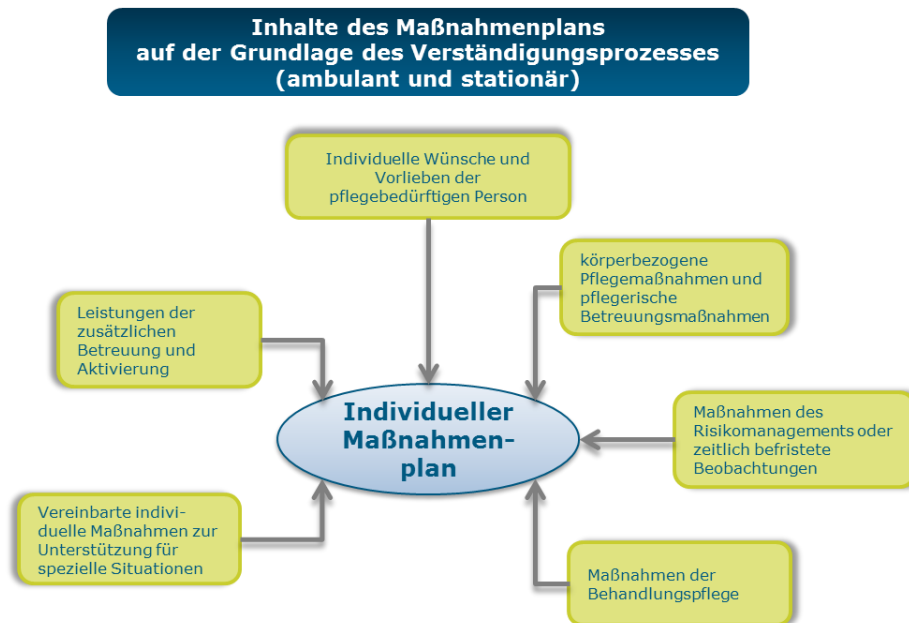 Inhalte des Maßnahmenplans
auf der Grundlage des Verständigungsprozesses
(ambulant und stationär)
Individuelle Wünsche und
Vorlieben der
pflegebedürftigen Person
körperbezogene
Pflegemaßnahmen und
pflegerische
Betreuungsmaßnahmen
Leistungen der
zusätzlichen
Betreuung und
Aktivierung
Individueller
Maßnahmen-
plan
Maßnahmen des
Risikomanagements oder
zeitlich befristete
Beobachtungen
Vereinbarte indivi-
duelle Maßnahmen zur
Unterstützung für
spezielle Situationen
Maßnahmen der
Behandlungspflege